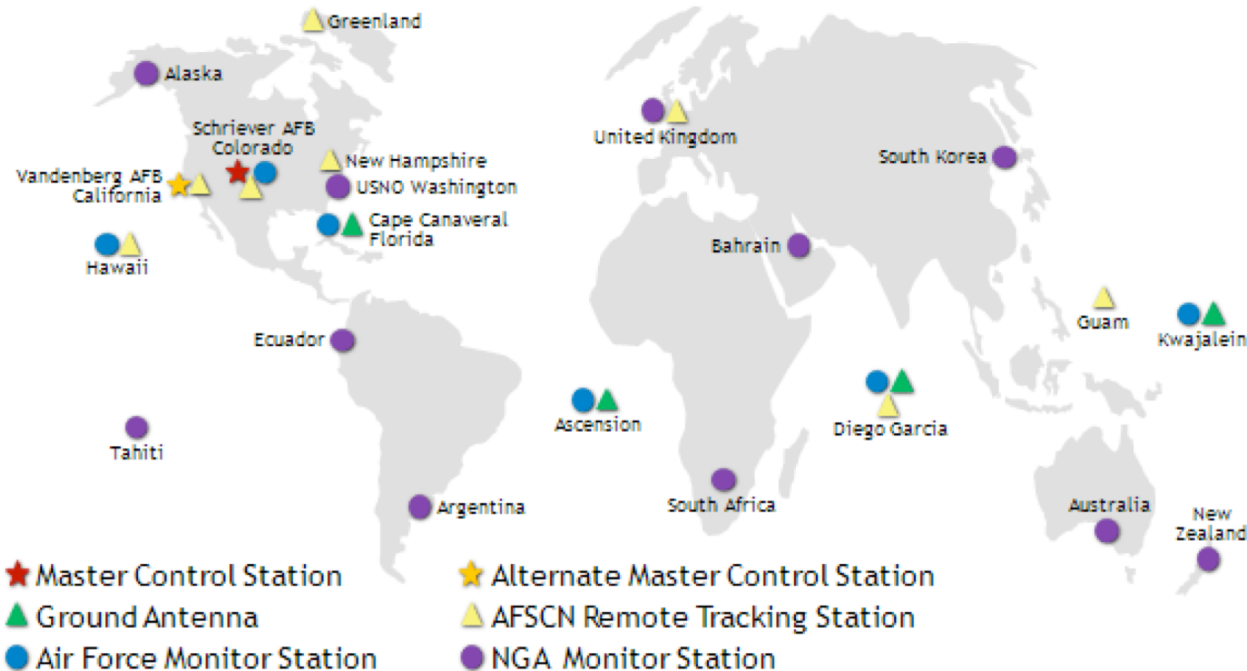 Greenland
Alaska
Schriever AFB
Colorado
United Kingdom
South Korea
New Hampshire
Vandenberg AFB
California
USNO Washington
Cape Canaveral
Florida
Bahrain
Hawaii
Guam
Kwajalein
Ecuador
Ascension
Diego Garcia
Tahiti
South Africa
Argentina
Australia
New
Zealand
Master Control Station
Alternate Master Control Station
Ground Antenna
AFSCN Remote Tracking Station
Air Force Monitor Station
NGA Monitor Station